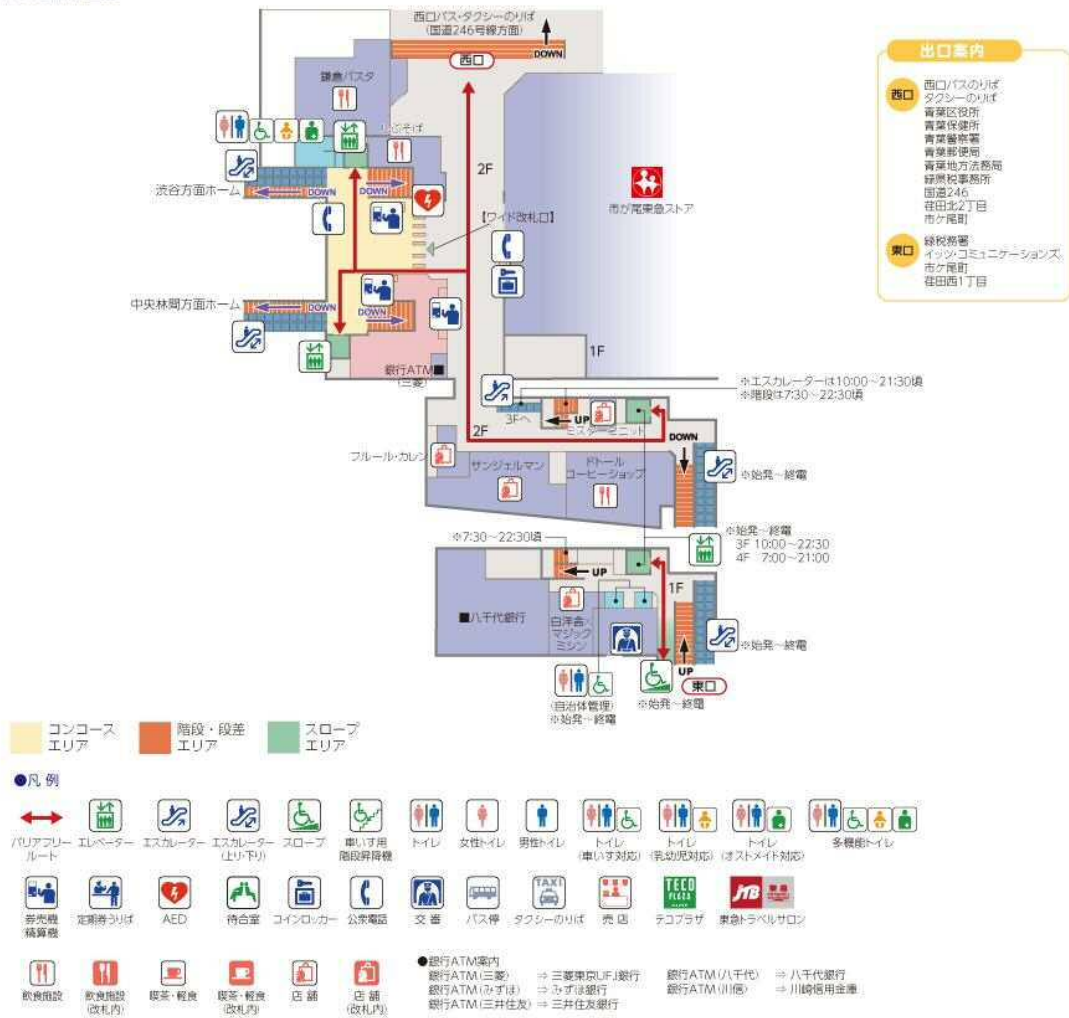 西口バス・タクシーのりば
(国道246号線方面)
DOWN
西口
鎌倉パスタ
2F
渋谷方面ホーム
DOWN
DOWN
【ワイド改札口】
市が尾東急ストア
中央林間方面ホーム
DOWN
DOWN
銀行ATM■
(三菱)
1F
出口案内
西口
西口バスのりば
タクシーのりば
青葉区役所
青葉保健所
青葉警察署
青葉郵便局
青葉地方法務局
緑県税事務所
国道246
荏田北2丁目
市ケ尾町
東口
緑税務署
イッツ・コミュニケーションズ
市ケ尾町
荏田西1丁目
※エスカレーターは10:00〜21:30頃
※階段は7:30〜22:30頃
3Fへ
UP
ミスターミニット
2F
DOWN
フルール・カレン
サンジェルマン
ドトール
コーヒーショップ
※始発〜終電
※始発〜終電
3F 10:00〜22:30
4F 7:00〜21:00
※7:30〜22:30頃
UP
1F
■八千代銀行
白洋舎×
マジック
ミシン
※始発〜終電
UP
東口
(自治体管理)
※始発〜終電
※始発〜終電
コンコース
エリア
階段・段差
エリア
スロープ
エリア
●凡例
バリアフリー
ルート
エレベーター
エスカレーター
エスカレーター
(上り・下り)
スロープ
車いす用
階段昇降機
トイレ
女性トイレ
男性トイレ
トイレ
(車いす対応)
トイレ
(乳幼児対応)
トイレ
(オストメイト対応)
多機能トイレ
TAXI
TECO
PLAZA
JTB
券売機
精算機
定期券うりば
AED
待合室
コインロッカー
公衆電話
交番
バス停
タクシーのりば
売店
テコプラザ
東急トラベルサロン
飲食施設
飲食施設
(改札内)
喫茶・軽食
喫茶・軽食
(改札内)
店舗
店舗
(改札内)
●銀行ATM案内
銀行ATM(三菱) ⇒ 三菱東京UFJ銀行
銀行ATM(みずほ) ⇒ みずほ銀行
銀行ATM(三井住友) ⇒ 三井住友銀行
銀行ATM(八千代) ⇒ 八千代銀行
銀行ATM(川信) ⇒ 川崎信用金庫